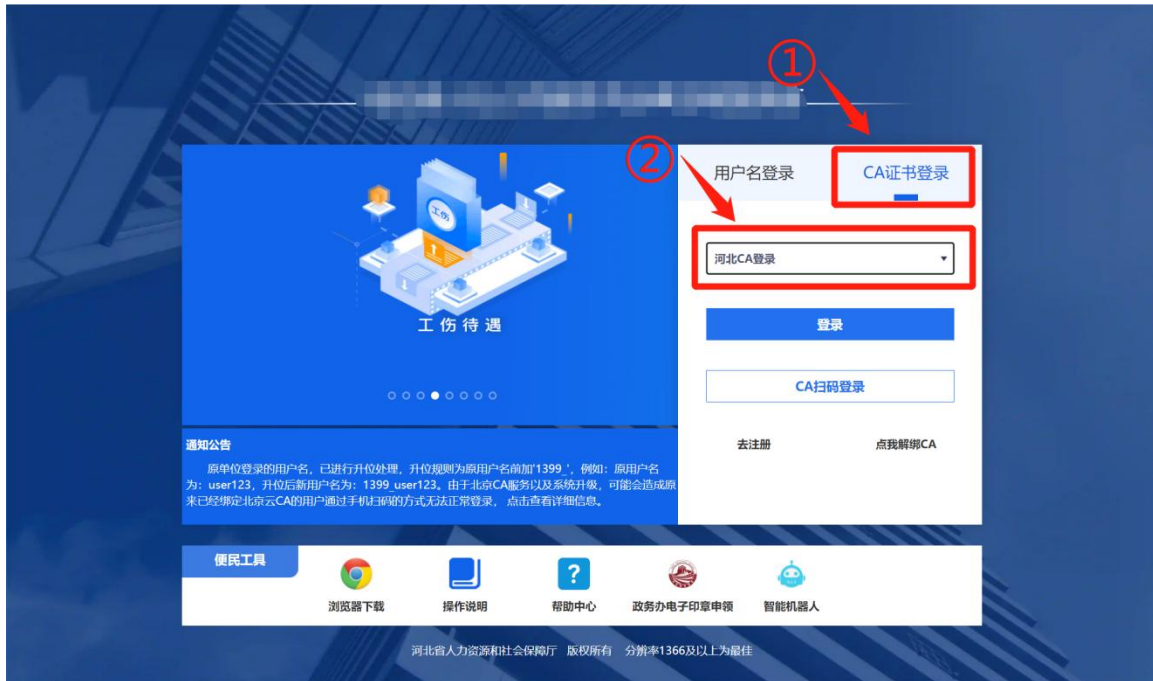 ①
②
用户名登录
CA证书登录
工伤
河北CA登录
工伤待遇
登录
CA扫码登录
去注册
点我解绑CA
通知公告
原单位登录的用户名，已进行升位处理，升位规则为原用户名前加'1399_'，例如：原用户名
为：user123，升位后新用户名为：1399_user123。由于北京CA服务以及系统升级，可能会造成原
来已经绑定北京云CA的用户通过手机扫码的方式无法正常登录， 点击查看详细信息。
便民工具
浏览器下载
操作说明
帮助中心
政务办电子印章申领
智能机器人
河北省人力资源和社会保障厅 版权所有 分辨率1366及以上为最佳